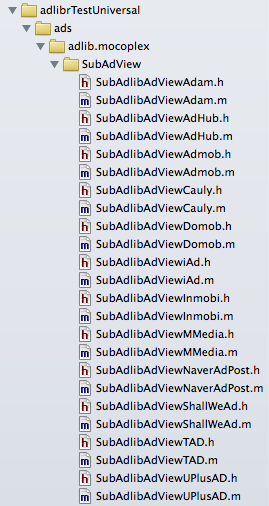 adlibrTestUniversal
ads
adlib.mocoplex
SubAdView
h SubAdlibAdViewAdam.h
m SubAdlibAdViewAdam.m
h SubAdlibAdViewAdHub.h
m SubAdlibAdViewAdHub.m
h SubAdlibAdViewAdmob.h
m SubAdlibAdViewAdmob.m
h SubAdlibAdViewCauly.h
m SubAdlibAdViewCauly.m
h SubAdlibAdViewDomob.h
m SubAdlibAdViewDomob.m
h SubAdlibAdViewiAd.h
m SubAdlibAdViewiAd.m
h SubAdlibAdViewInmobi.h
m SubAdlibAdViewInmobi.m
h SubAdlibAdViewMMedia.h
m SubAdlibAdViewMMedia.m
h SubAdlibAdViewNaverAdPost.h
m SubAdlibAdViewNaverAdPost.m
h SubAdlibAdViewShallWeAd.h
m SubAdlibAdViewShallWeAd.m
h SubAdlibAdViewTAD.h
m SubAdlibAdViewTAD.m
h SubAdlibAdViewUPlusAD.h
m SubAdlibAdViewUPlusAD.m